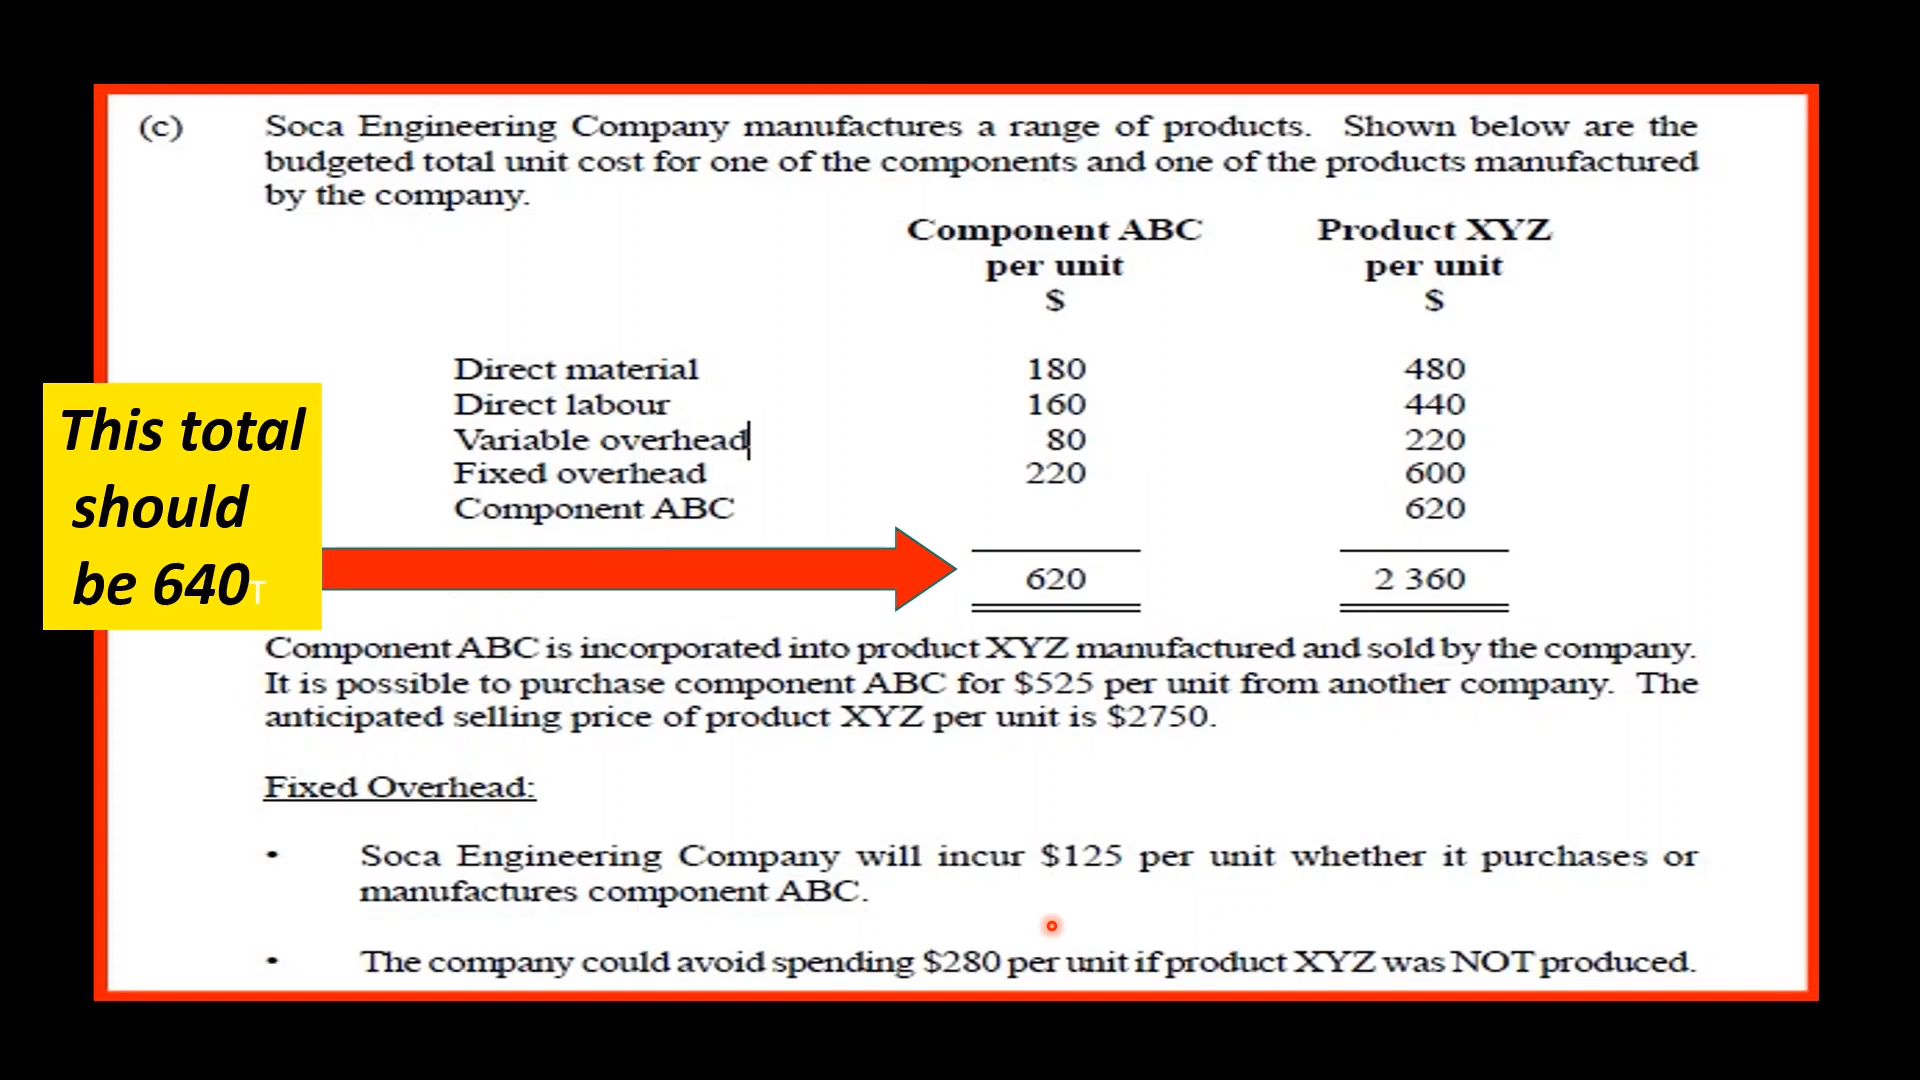 (c) Soca Engineering Company manufactures a range of products. Shown below are the
budgeted total unit cost for one of the components and one of the products manufactured
by the company.
Component ABC Product XYZ
per unit per unit
$ $
Direct material 180 480
Direct labour 160 440
Variable overhead 80 220
Fixed overhead 220 600
Component ABC 620
620 2 360
This total
should
be 640
T
Component ABC is incorporated into product XYZ manufactured and sold by the company.
It is possible to purchase component ABC for $525 per unit from another company. The
anticipated selling price of product XYZ per unit is $2750.
Fixed Overhead:
• Soca Engineering Company will incur $125 per unit whether it purchases or
manufactures component ABC.
• The company could avoid spending $280 per unit if product XYZ was NOT produced.